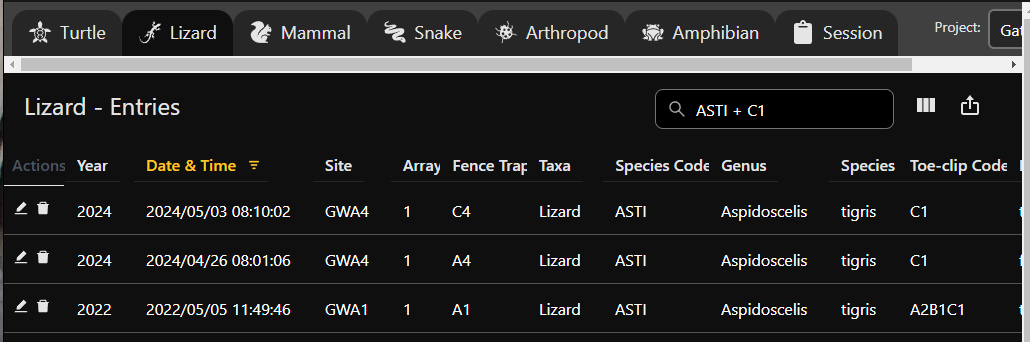 Turtle Lizard Mammal Snake Arthropod Amphibian Session Project: Gat
Lizard - Entries ASTI + C1
Actions Year Date & Time Site Array Fence Trap Taxa Species Code Genus Species Toe-clip Code
2024 2024/05/03 08:10:02 GWA4 1 C4 Lizard ASTI Aspidoscelis tigris C1
2024 2024/04/26 08:01:06 GWA4 1 A4 Lizard ASTI Aspidoscelis tigris C1
2022 2022/05/05 11:49:46 GWA1 1 A1 Lizard ASTI Aspidoscelis tigris A2B1C1